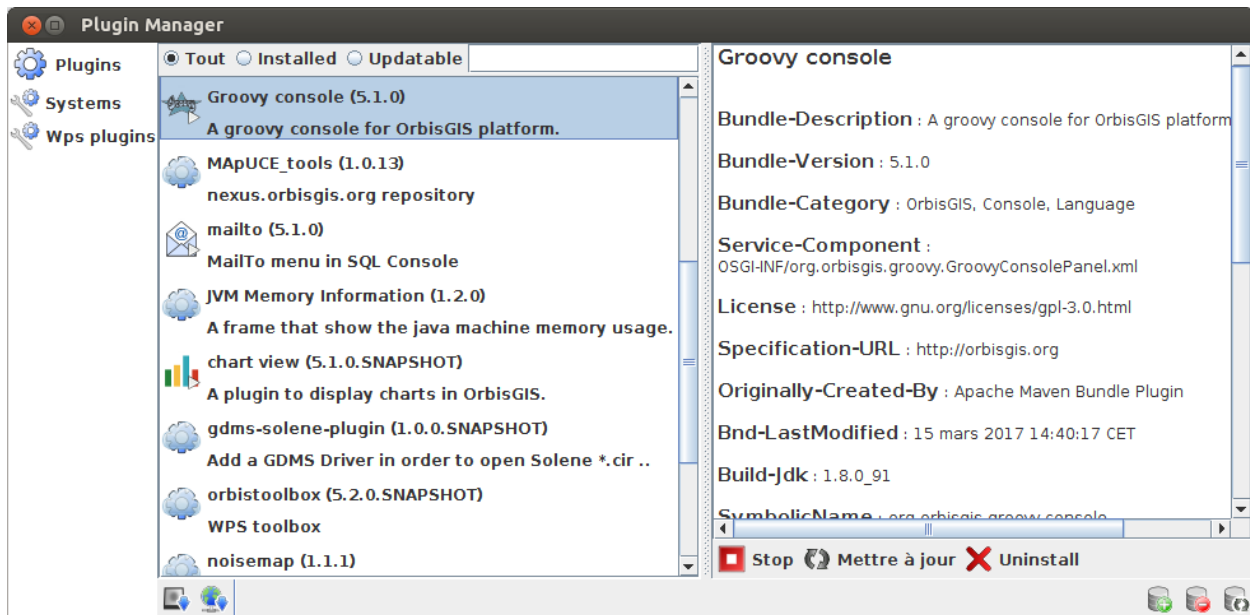 Plugin Manager
Plugins
Systems
Wps plugins
Tout Installed Updatable
Groovy console (5.1.0)
A groovy console for OrbisGIS platform.
MApUCE_tools (1.0.13)
nexus.orbisgis.org repository
mailto (5.1.0)
MailTo menu in SQL Console
JVM Memory Information (1.2.0)
A frame that show the java machine memory usage.
chart view (5.1.0.SNAPSHOT)
A plugin to display charts in OrbisGIS.
gdms-solene-plugin (1.0.0.SNAPSHOT)
Add a GDMS Driver in order to open Solene *.cir ..
orbistoolbox (5.2.0.SNAPSHOT)
WPS toolbox
noisemap (1.1.1)
Groovy console
Bundle-Description : A groovy console for OrbisGIS platform
Bundle-Version : 5.1.0
Bundle-Category : OrbisGIS, Console, Language
Service-Component :
OSGI-INF/org.orbisgis.groovy.GroovyConsolePanel.xml
License : http://www.gnu.org/licenses/gpl-3.0.html
Specification-URL : http://orbisgis.org
Originally-Created-By : Apache Maven Bundle Plugin
Bnd-LastModified : 15 mars 2017 14:40:17 CET
Build-Jdk : 1.8.0_91
SymbolicName : org.orbisgis.groovy.console
Stop Mettre à jour Uninstall